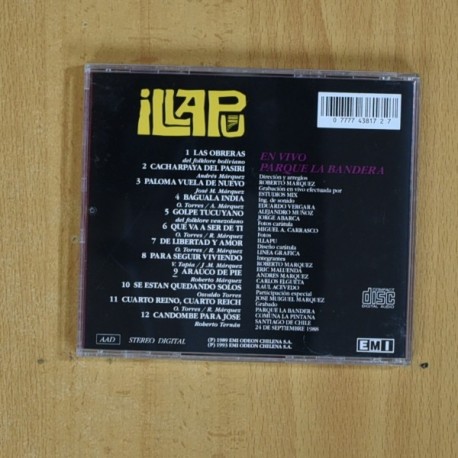 ILLAPU
1 LAS OBRERAS
del folklore boliviano
2 CACHARPAYA DEL PASIRI
Andrés Márquez
3 PALOMA VUELA DE NUEVO
José M. Márquez
4 BAGUALA INDIA
O. Torres / A. Márquez
5 GOLPE TUCUYANO
del folklore venezolano
6 QUE VA A SER DE TI
O. Torres / R. Márquez
7 DE LIBERTAD Y AMOR
O. Torres / R. Márquez
8 PARA SEGUIR VIVIENDO
V. Tapia / J .M. Márquez
9 ARAUCO DE PIE
Roberto Márquez
10 SE ESTAN QUEDANDO SOLOS
Osvaldo Torres
11 CUARTO REINO, CUARTO REICH
O. Torres / R. Márquez
12 CANDOMBE PARA JOSE
Roberto Ternán
AAD STEREO DIGITAL
(P) 1989 EMI ODEON CHILENA S.A.
(P) 1993 EMI ODEON CHILENA S.A.
0 7777 43817 2 7
EN VIVO
PARQUE LA BANDERA
Dirección y arreglos
ROBERTO MARQUEZ
Grabación en vivo efectuada por
ESTUDIOS MIX
Ing. de sonido
EDUARDO VERGARA
ALEJANDRO MUÑOZ
JORGE ABARCA
Fotos carátula
MIGUEL A. CARRASCO
Fotos
ILLAPU
Diseño carátula
LINEA GRAFICA
Integrantes
ROBERTO MARQUEZ
ERIC MALUENDA
ANDRES MARQUEZ
CARLOS ELGUETA
RAUL ACEVEDO
Participación especial
JOSE MIGUEL MARQUEZ
Grabado
PARQUE LA BANDERA
COMUNA LA PINTANA
SANTIAGO DE CHILE
24 DE SEPTIEMBRE 1988
COMPACT
disc
DIGITAL AUDIO
EMI